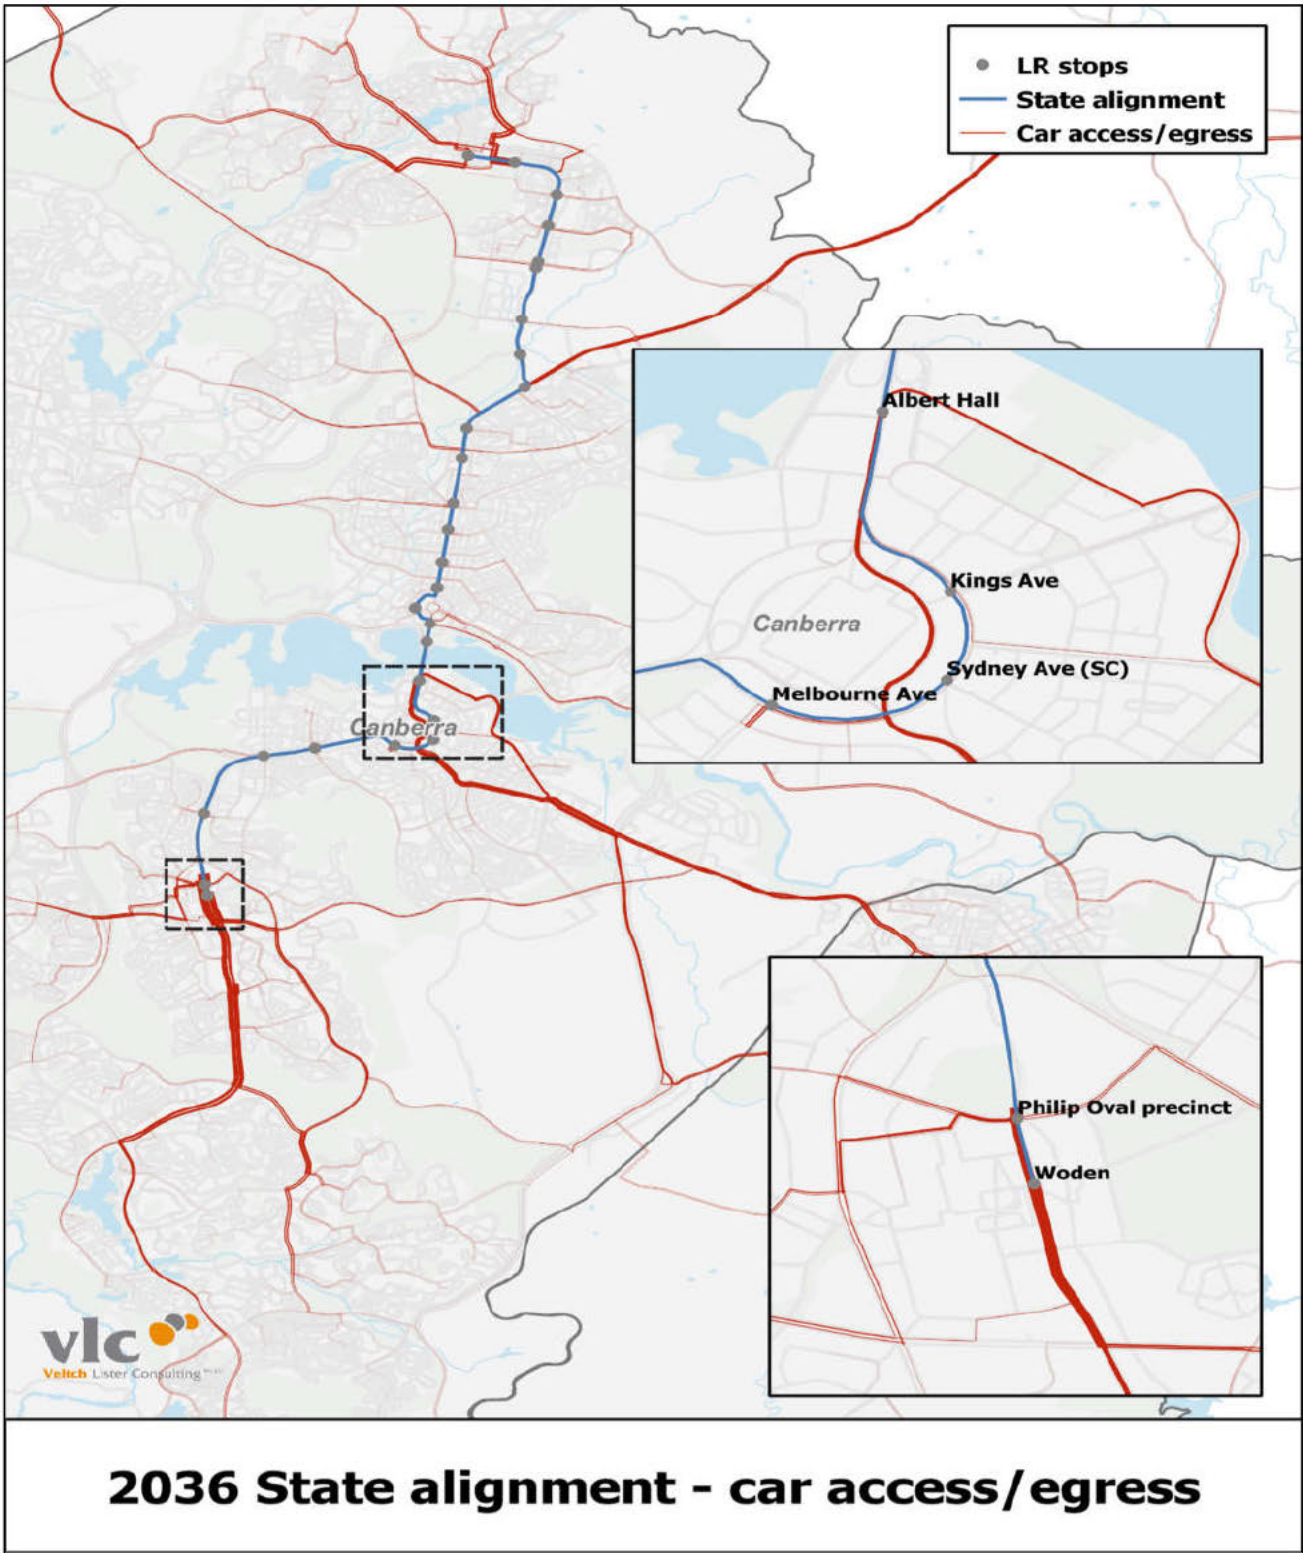 LR stops
State alignment
Car access/egress
Albert Hall
Kings Ave
Canberra
Sydney Ave (SC)
Melbourne Ave
Canberra
Philip Oval precinct
Woden
vlc
Veitch Lister Consulting
2036 State alignment - car access/egress